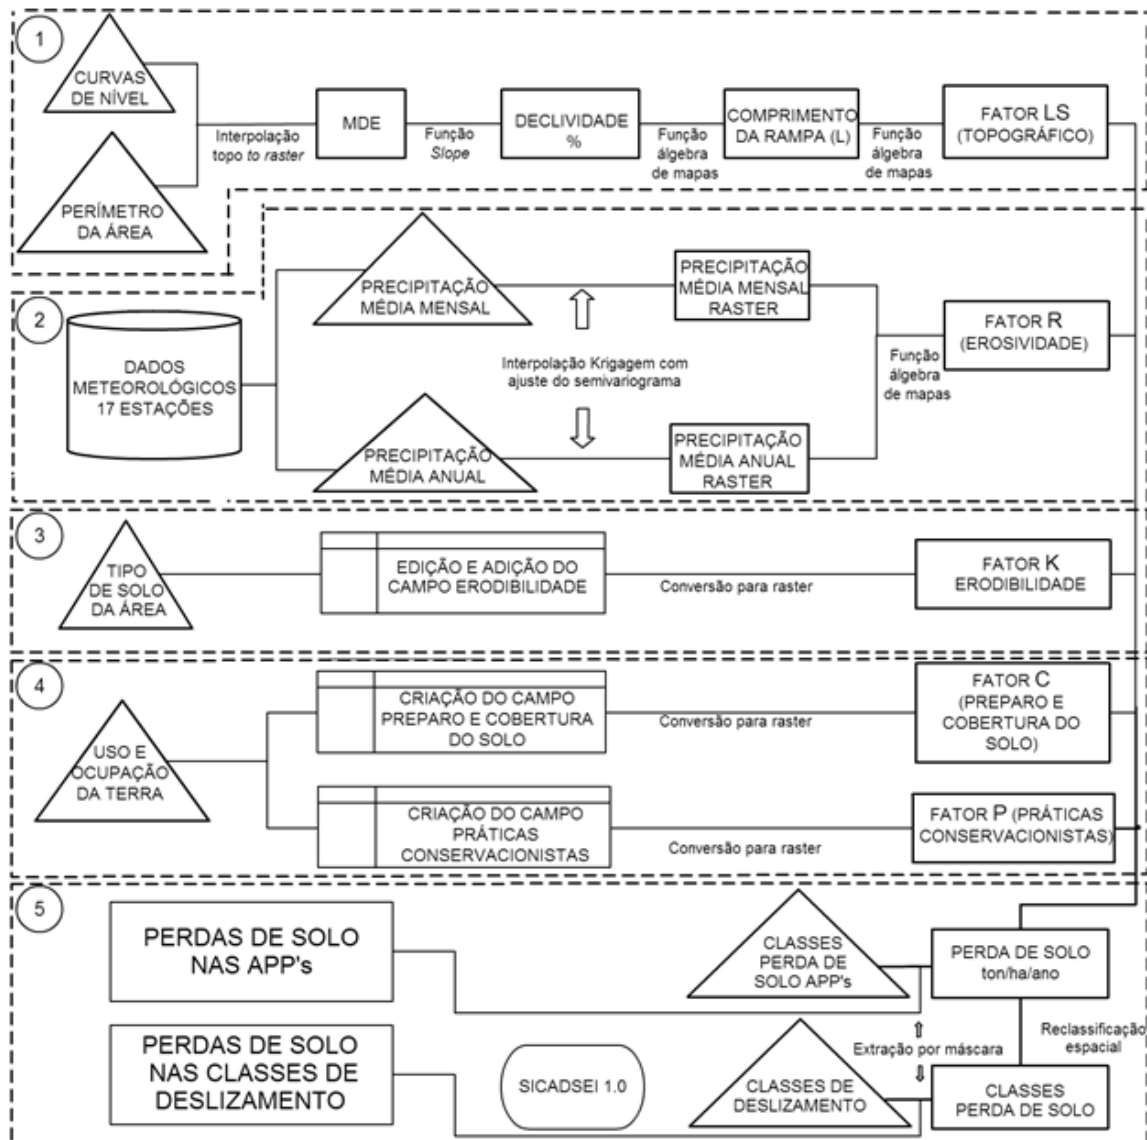 1
CURVAS
DE NÍVEL
PERÍMETRO
DA ÁREA
Interpolação
topo to raster
MDE
Função
Slope
DECLIVIDADE
%
Função
álgebra
de mapas
COMPRIMENTO
DA RAMPA (L)
Função
álgebra
de mapas
FATOR LS
(TOPOGRÁFICO)
2
DADOS
METEOROLÓGICOS
17 ESTAÇÕES
PRECIPITAÇÃO
MÉDIA MENSAL
PRECIPITAÇÃO
MÉDIA ANUAL
Interpolação Krigagem com
ajuste do semivariograma
PRECIPITAÇÃO
MÉDIA MENSAL
RASTER
PRECIPITAÇÃO
MÉDIA ANUAL
RASTER
Função
álgebra
de mapas
FATOR R
(EROSIVIDADE)
3
TIPO
DE SOLO
DA ÁREA
EDIÇÃO E ADIÇÃO DO
CAMPO ERODIBILIDADE
Conversão para raster
FATOR K
ERODIBILIDADE
4
USO E
OCUPAÇÃO
DA TERRA
CRIAÇÃO DO CAMPO
PREPARO E COBERTURA
DO SOLO
Conversão para raster
FATOR C
(PREPARO E
COBERTURA DO
SOLO)
CRIAÇÃO DO CAMPO
PRÁTICAS
CONSERVACIONISTAS
Conversão para raster
FATOR P (PRÁTICAS
CONSERVACIONISTAS)
5
PERDAS DE SOLO
NAS APP's
CLASSES
PERDA DE
SOLO APP's
PERDA DE SOLO
ton/ha/ano
Reclassificação
espacial
Extração por máscara
PERDAS DE SOLO
NAS CLASSES DE
DESLIZAMENTO
SICADSEI 1.0
CLASSES DE
DESLIZAMENTO
CLASSES
PERDA DE SOLO